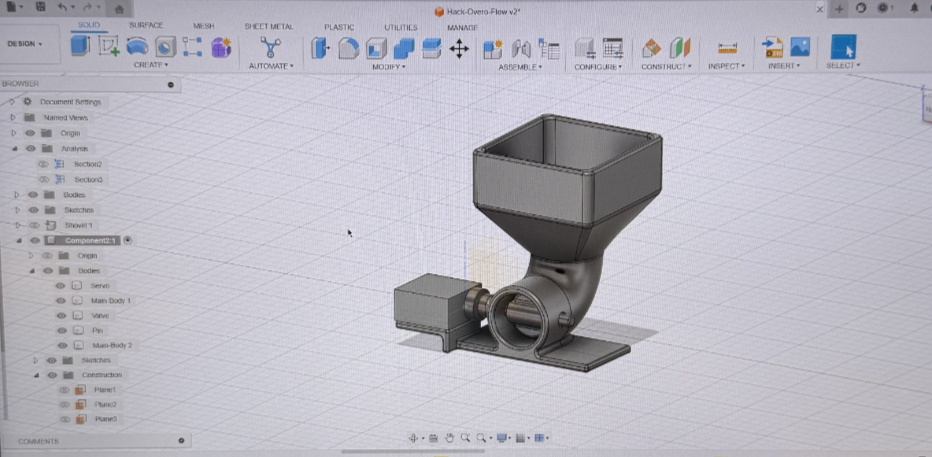 Hack-Overo-Flow v2*
SOLID SURFACE MESH SHEET METAL PLASTIC UTILITIES MANAGE
DESIGN
CREATE AUTOMATE MODIFY ASSEMBLE CONFIGURE CONSTRUCT INSPECT INSERT SELECT
BROWSER
Document Settings
Named Views
Origin
Analysis
Section2
Section3
Bodies
Sketches
Shovel:1
Component2:1
Origin
Bodies
Servo
Main-Body 1
Valve
Pin
Main-Body 2
Sketches
Construction
Plane1
Plane2
Plane3
COMMENTS